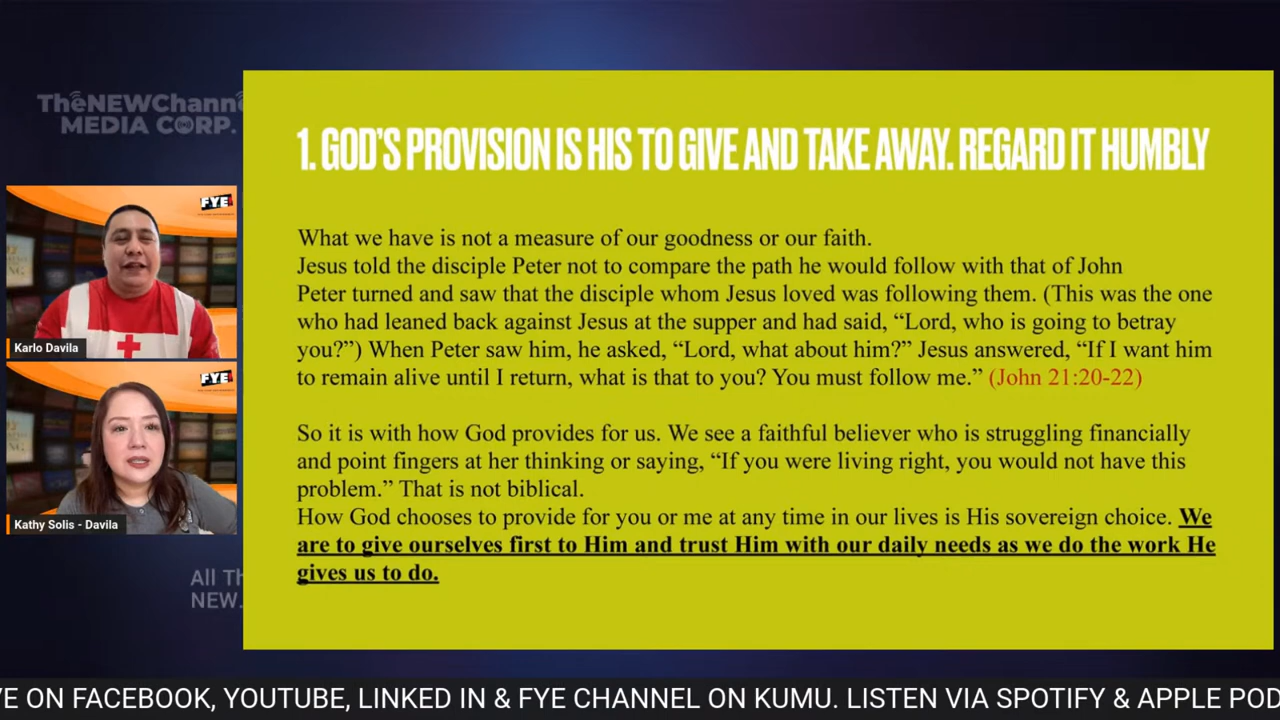 TheNEWChann
MEDIA CORP.
FYE
Karlo Davila
FYE
Kathy Solis - Davila
All Th
NEW.
1. GOD'S PROVISION IS HIS TO GIVE AND TAKE AWAY. REGARD IT HUMBLY
What we have is not a measure of our goodness or our faith.
Jesus told the disciple Peter not to compare the path he would follow with that of John
Peter turned and saw that the disciple whom Jesus loved was following them. (This was the one
who had leaned back against Jesus at the supper and had said, “Lord, who is going to betray
you?”) When Peter saw him, he asked, “Lord, what about him?” Jesus answered, “If I want him
to remain alive until I return, what is that to you? You must follow me.” (John 21:20-22)
So it is with how God provides for us. We see a faithful believer who is struggling financially
and point fingers at her thinking or saying, “If you were living right, you would not have this
problem.” That is not biblical.
How God chooses to provide for you or me at any time in our lives is His sovereign choice. We
are to give ourselves first to Him and trust Him with our daily needs as we do the work He
gives us to do.
E ON FACEBOOK, YOUTUBE, LINKED IN & FYE CHANNEL ON KUMU. LISTEN VIA SPOTIFY & APPLE POD